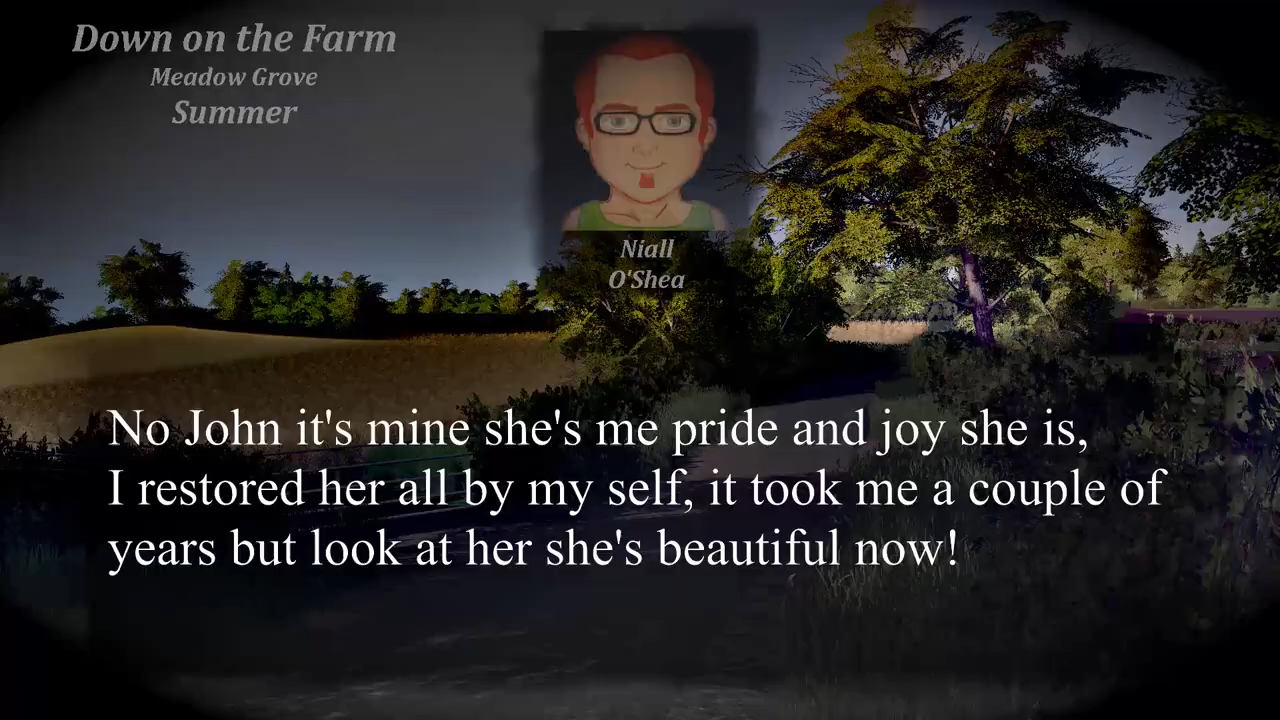 Down on the Farm
Meadow Grove
Summer
Niall
O'Shea
No John it's mine she's me pride and joy she is,
I restored her all by my self, it took me a couple of
years but look at her she's beautiful now!